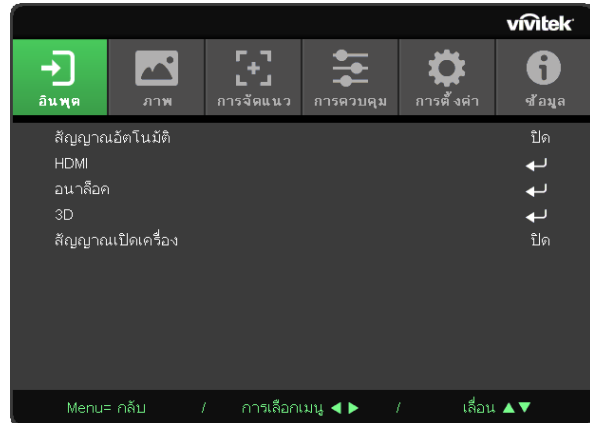 vivitek
อินพุต ภาพ การจัดแนว การควบคุม การตั้งค่า ข้อมูล
สัญญาณอัตโนมัติ ปิด
HDMI
อนาล็อค
3D
สัญญาณเปิดเครื่อง ปิด
Menu= กลับ / การเลือกเมนู ◀ ▶ / เลื่อน ▲▼